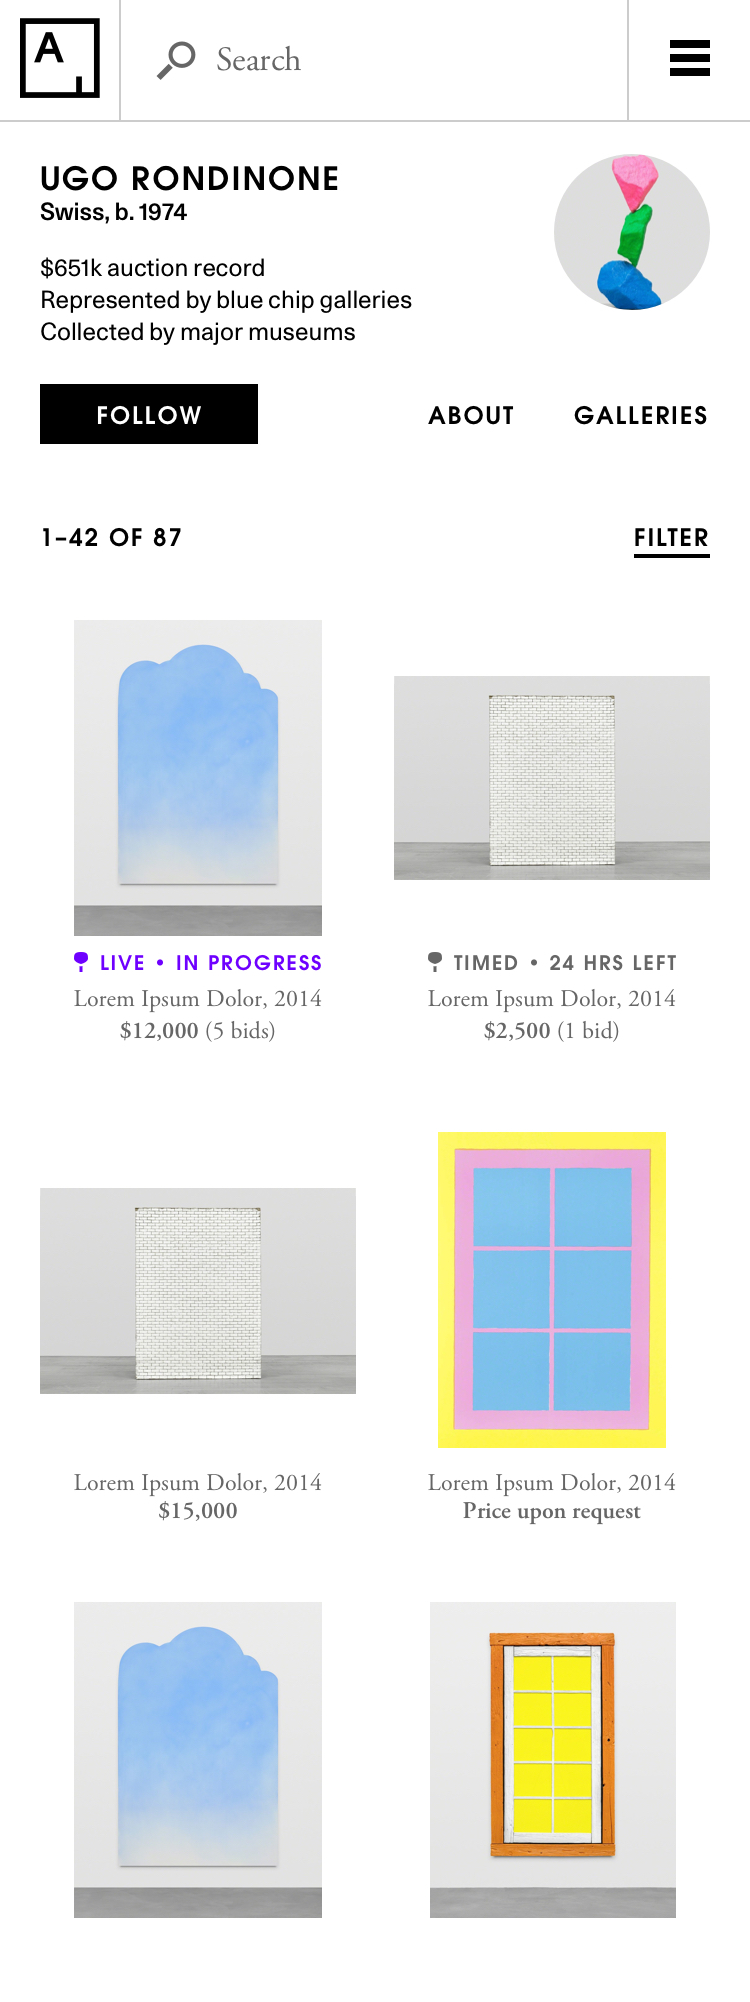 A
Search
UGO RONDINONE
Swiss, b. 1974
$651k auction record
Represented by blue chip galleries
Collected by major museums
FOLLOW
ABOUT
GALLERIES
1–42 OF 87
FILTER
LIVE • IN PROGRESS
Lorem Ipsum Dolor, 2014
$12,000 (5 bids)
TIMED • 24 HRS LEFT
Lorem Ipsum Dolor, 2014
$2,500 (1 bid)
Lorem Ipsum Dolor, 2014
$15,000
Lorem Ipsum Dolor, 2014
Price upon request